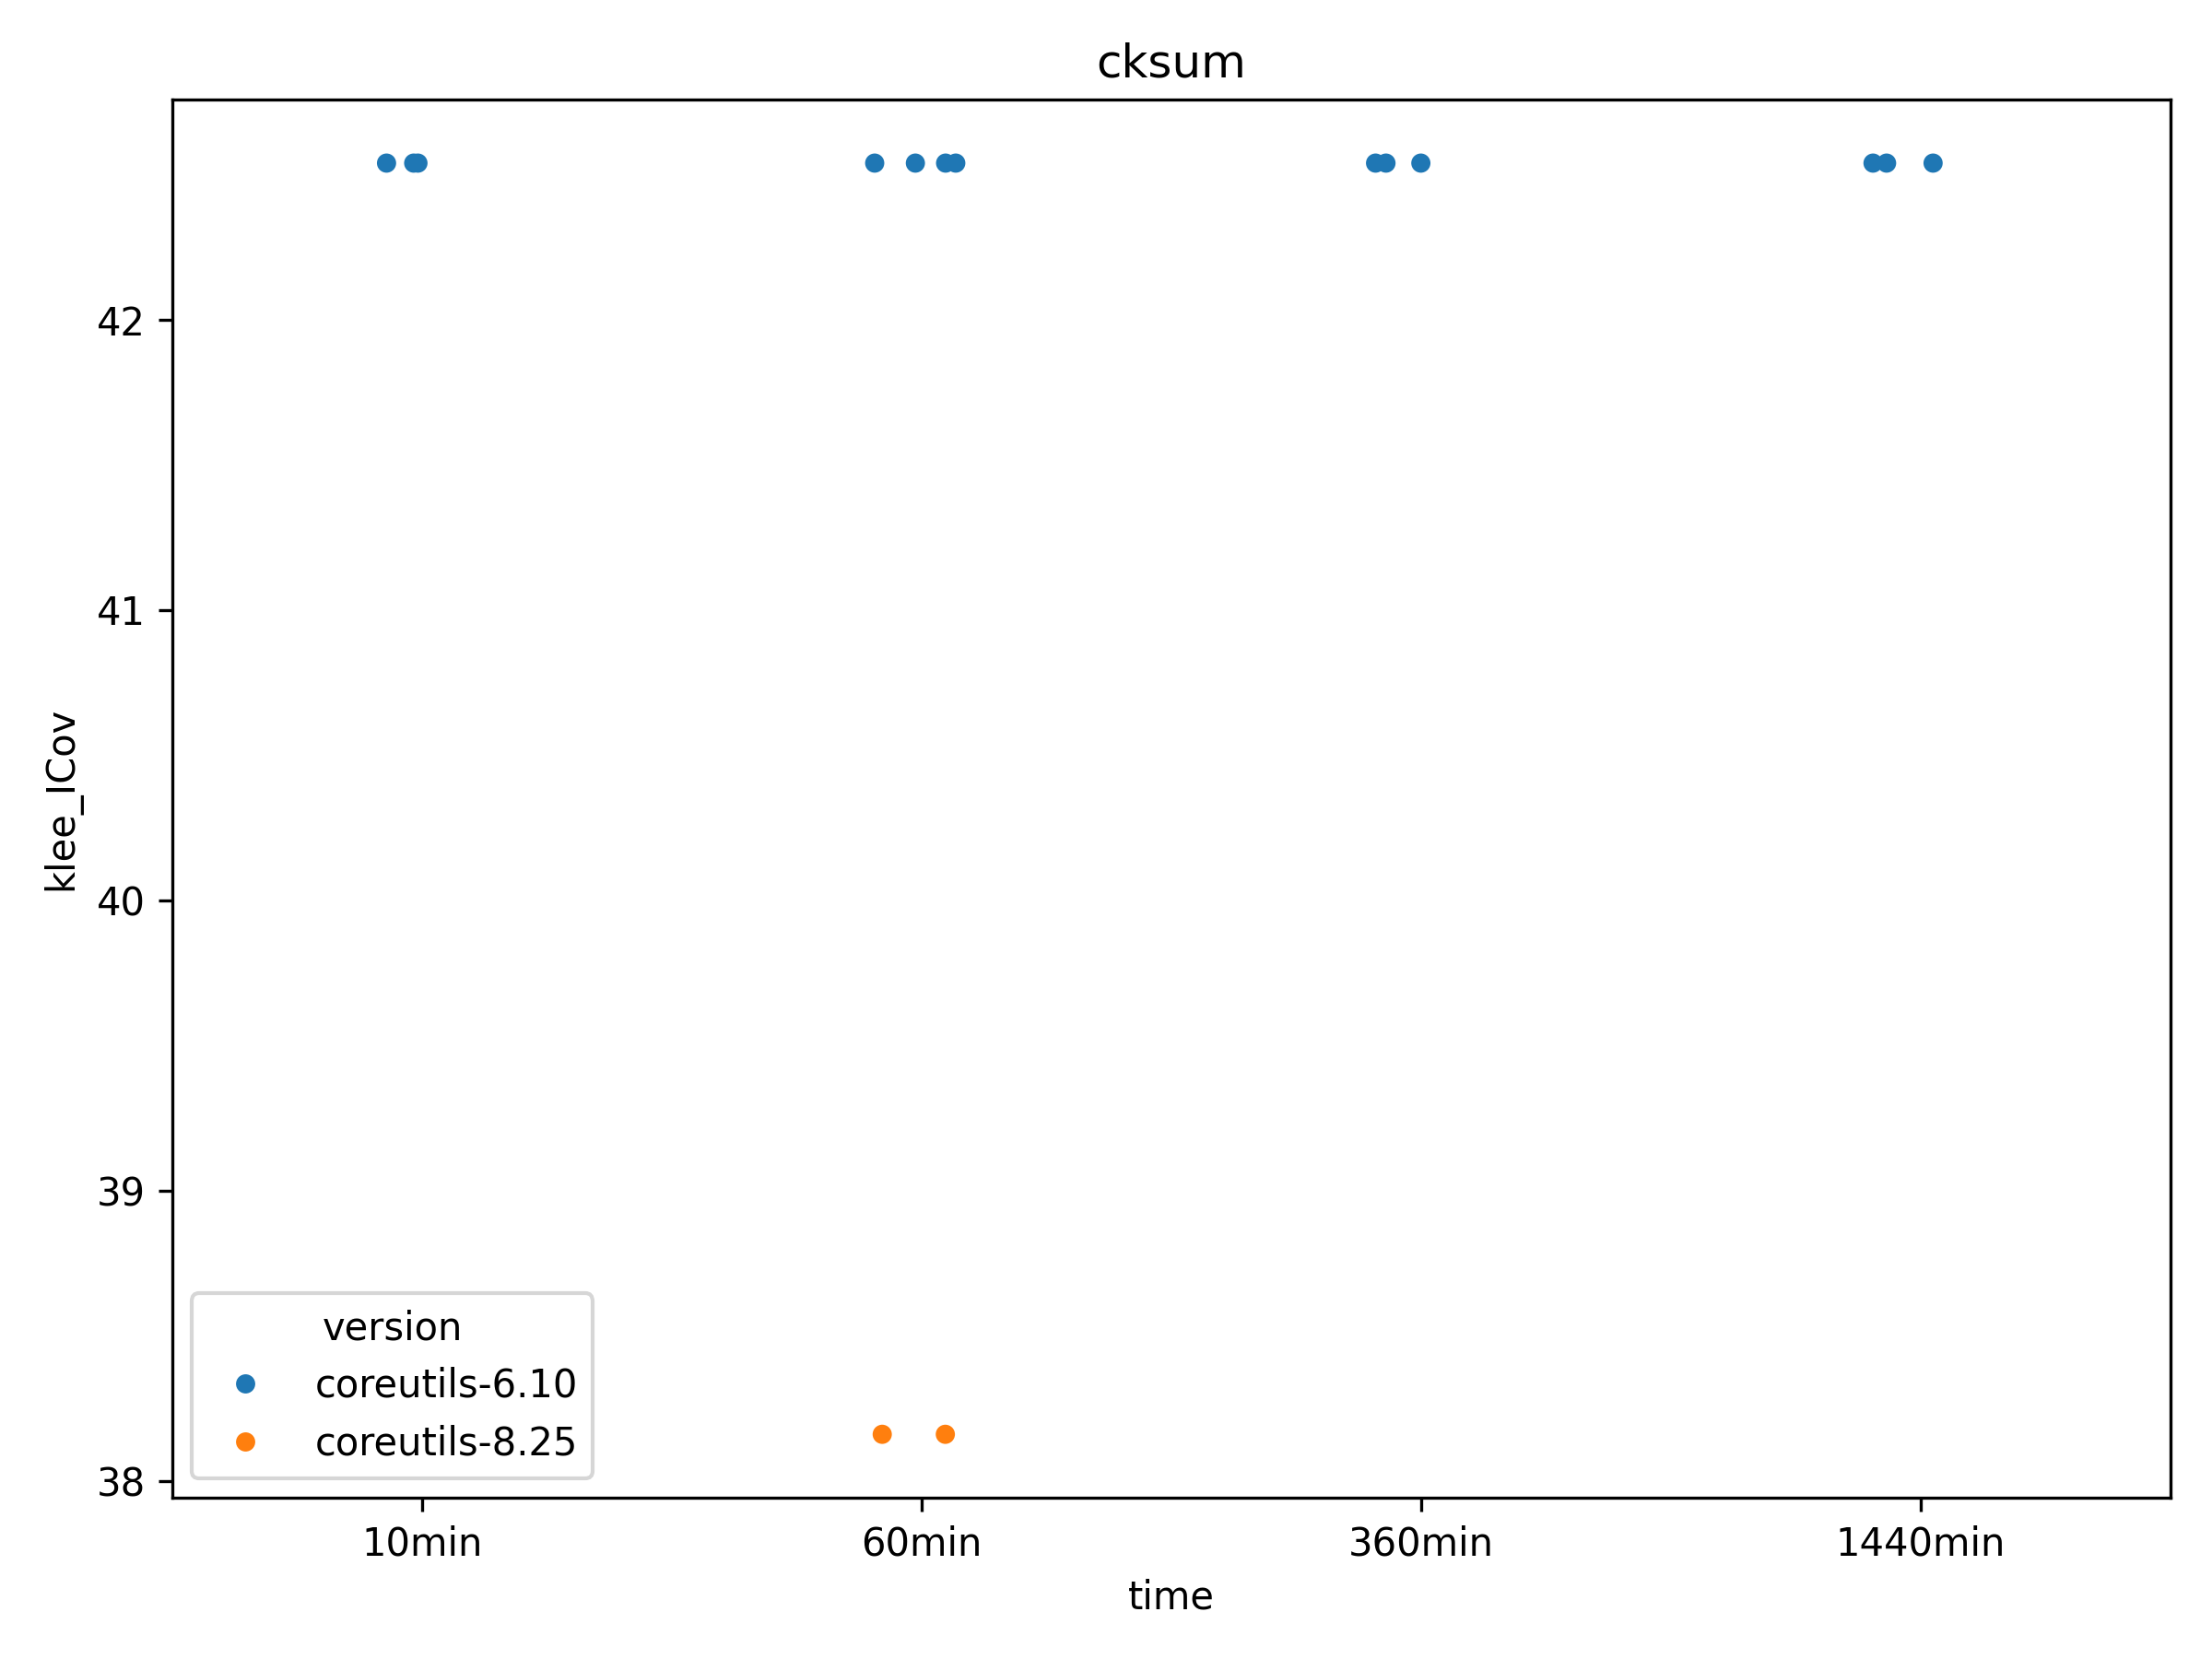 cksum
klee_ICov
42
41
40
39
38
version
coreutils-6.10
coreutils-8.25
10min
60min
360min
1440min
time